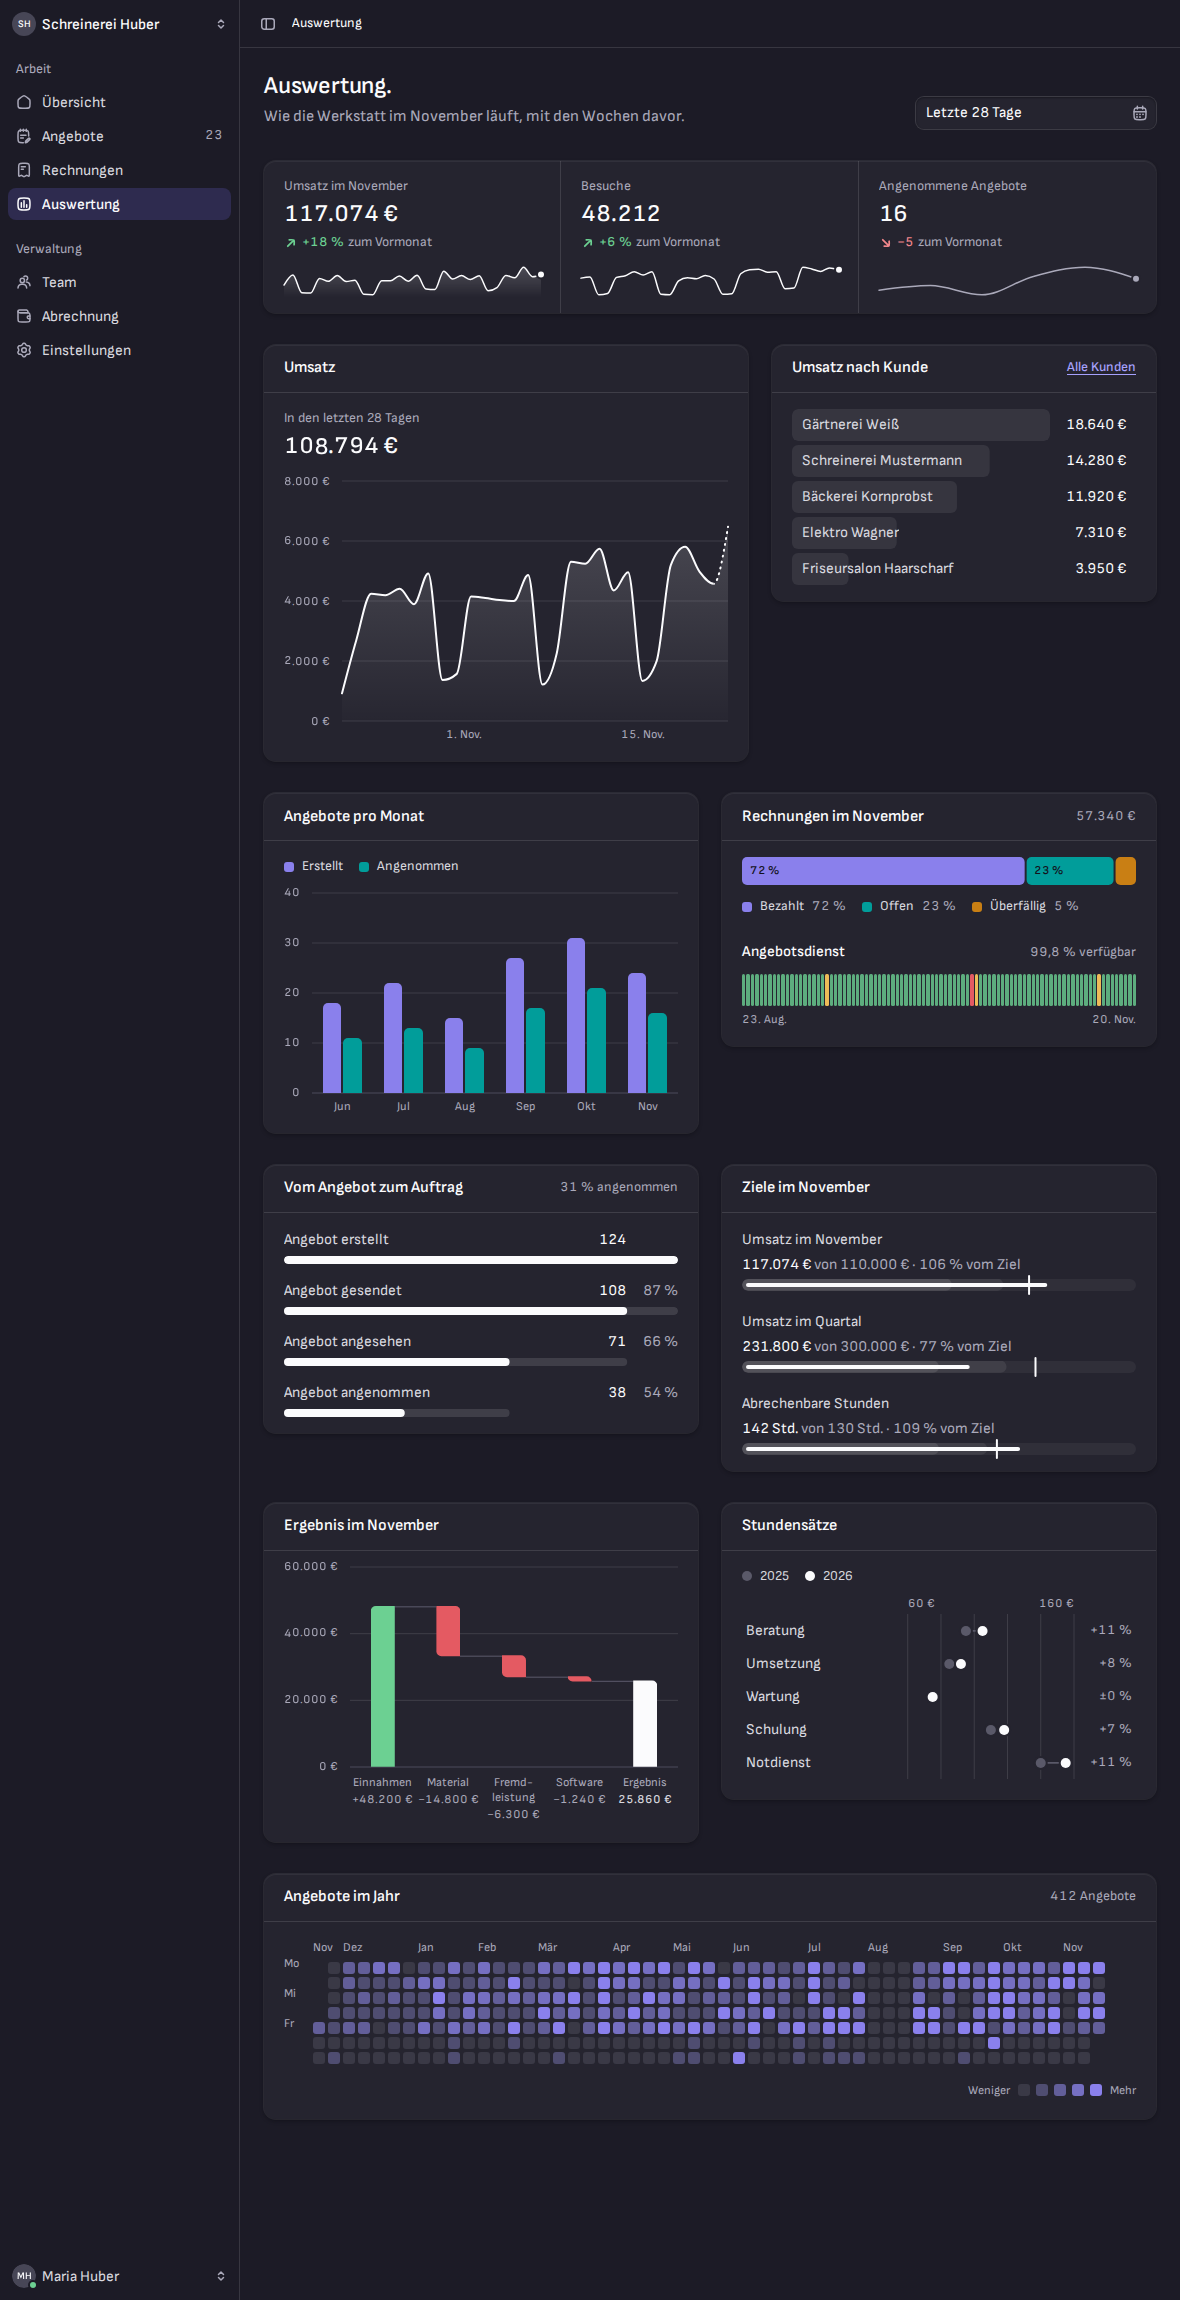 SH Schreinerei Huber
Auswertung
Arbeit
Übersicht
Angebote 23
Rechnungen
Auswertung
Verwaltung
Team
Abrechnung
Einstellungen
Auswertung.
Wie die Werkstatt im November läuft, mit den Wochen davor.
Letzte 28 Tage
Umsatz im November
117.074 €
+18 % zum Vormonat
Besuche
48.212
+6 % zum Vormonat
Angenommene Angebote
16
−5 zum Vormonat
Umsatz
In den letzten 28 Tagen
108.794 €
8.000 €
6.000 €
4.000 €
2.000 €
0 €
1. Nov. 15. Nov.
Umsatz nach Kunde Alle Kunden
Gärtnerei Weiß 18.640 €
Schreinerei Mustermann 14.280 €
Bäckerei Kornprobst 11.920 €
Elektro Wagner 7.310 €
Friseursalon Haarscharf 3.950 €
Angebote pro Monat
Erstellt Angenommen
40
30
20
10
0
Jun Jul Aug Sep Okt Nov
Rechnungen im November 57.340 €
72 % 23 %
Bezahlt 72 % Offen 23 % Überfällig 5 %
Angebotsdienst 99,8 % verfügbar
23. Aug. 20. Nov.
Vom Angebot zum Auftrag 31 % angenommen
Angebot erstellt 124
Angebot gesendet 108 87 %
Angebot angesehen 71 66 %
Angebot angenommen 38 54 %
Ziele im November
Umsatz im November
117.074 € von 110.000 € · 106 % vom Ziel
Umsatz im Quartal
231.800 € von 300.000 € · 77 % vom Ziel
Abrechenbare Stunden
142 Std. von 130 Std. · 109 % vom Ziel
Ergebnis im November
60.000 €
40.000 €
20.000 €
0 €
Einnahmen Material Fremd- Software Ergebnis
leistung
+48.200 € −14.800 € −1.240 € 25.860 €
−6.300 €
Stundensätze
2025 2026
60 € 160 €
Beratung +11 %
Umsetzung +8 %
Wartung ±0 %
Schulung +7 %
Notdienst +11 %
Angebote im Jahr 412 Angebote
Nov Dez Jan Feb Mär Apr Mai Jun Jul Aug Sep Okt Nov
Mo
Mi
Fr
Weniger Mehr
MH Maria Huber